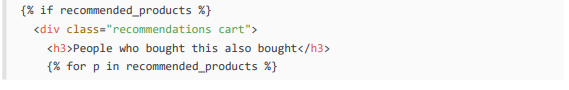 {% if recommended_products %}
<div class="recommendations cart">
<h3>People who bought this also bought</h3>
{% for p in recommended_products %}